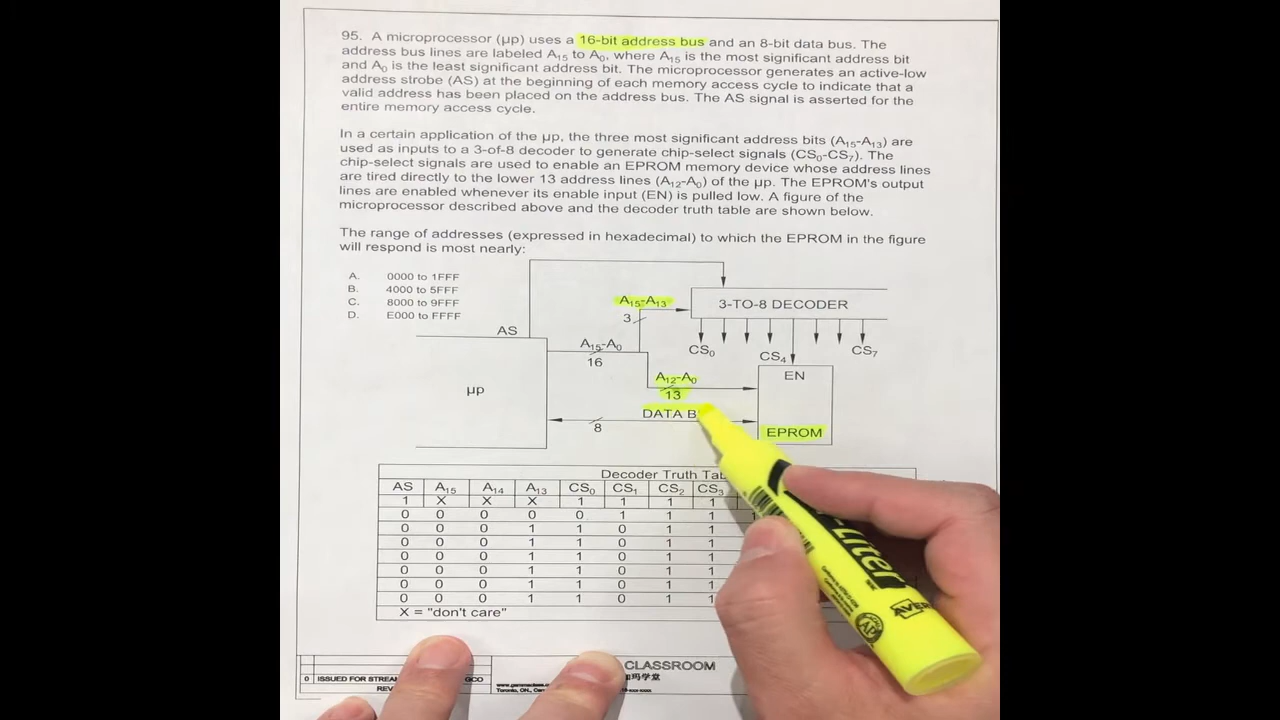 95. A microprocessor (μp) uses a 16-bit address bus and an 8-bit data bus. The
address bus lines are labeled A15 to A0, where A15 is the most significant address bit
and A0 is the least significant address bit. The microprocessor generates an active-low
address strobe (AS) at the beginning of each memory access cycle to indicate that a
valid address has been placed on the address bus. The AS signal is asserted for the
entire memory access cycle.
In a certain application of the μp, the three most significant address bits (A15-A13) are
used as inputs to a 3-of-8 decoder to generate chip-select signals (CS0-CS7). The
chip-select signals are used to enable an EPROM memory device whose address lines
are tired directly to the lower 13 address lines (A12-A0) of the μp. The EPROM's output
lines are enabled whenever its enable input (EN) is pulled low. A figure of the
microprocessor described above and the decoder truth table are shown below.
The range of addresses (expressed in hexadecimal) to which the EPROM in the figure
will respond is most nearly:
A. 0000 to 1FFF
B. 4000 to 5FFF
C. 8000 to 9FFF
D. E000 to FFFF
A15-A13
3
3-TO-8 DECODER
AS
A15-A0
16
CS0
CS4
CS7
μp
A12-A0
13
EN
DATA B
8
EPROM
Decoder Truth
AS A15 A14 A13 CS0 CS1 CS2 CS3
1 X X X 1 1 1 1
0 0 0 0 0 1 1 1 1
0 0 0 1 1 0 1 1
0 0 0 1 1 0 1 1
0 0 0 1 1 0 1 1
0 0 0 1 1 0 1 1
0 0 0 1 1 0 1 1
0 0 0 1 1 0 1 1
X = "don't care"
CLASSROOM
0 ISSUED FOR GCO
玛学堂
Toronto, ON.,
-Liter
AVERY
AP